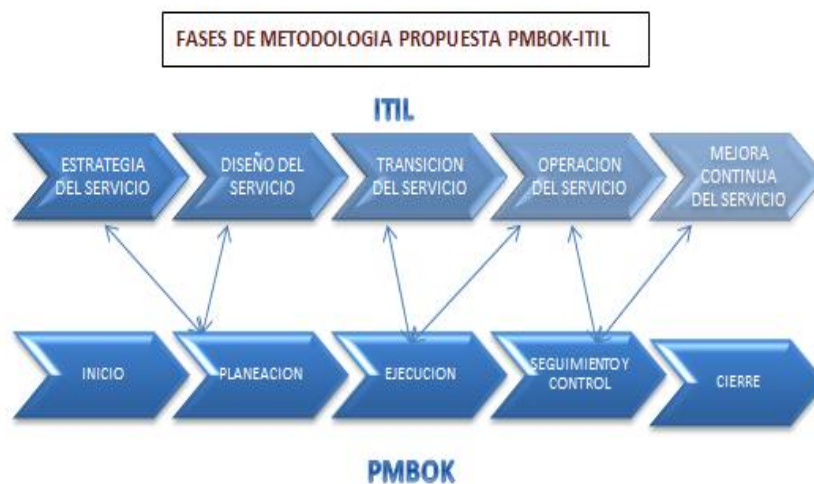 FASES DE METODOLOGIA PROPUESTA PMBOK-ITIL
ITIL
ESTRATEGIA
DEL SERVICIO
DISEÑO DEL
SERVICIO
TRANSICION
DEL SERVICIO
OPERACION
DEL SERVICIO
MEJORA
CONTINUA
DEL SERVICIO
INICIO
PLANEACION
EJECUCION
SEGUIMIENTO Y
CONTROL
CIERRE
PMBOK